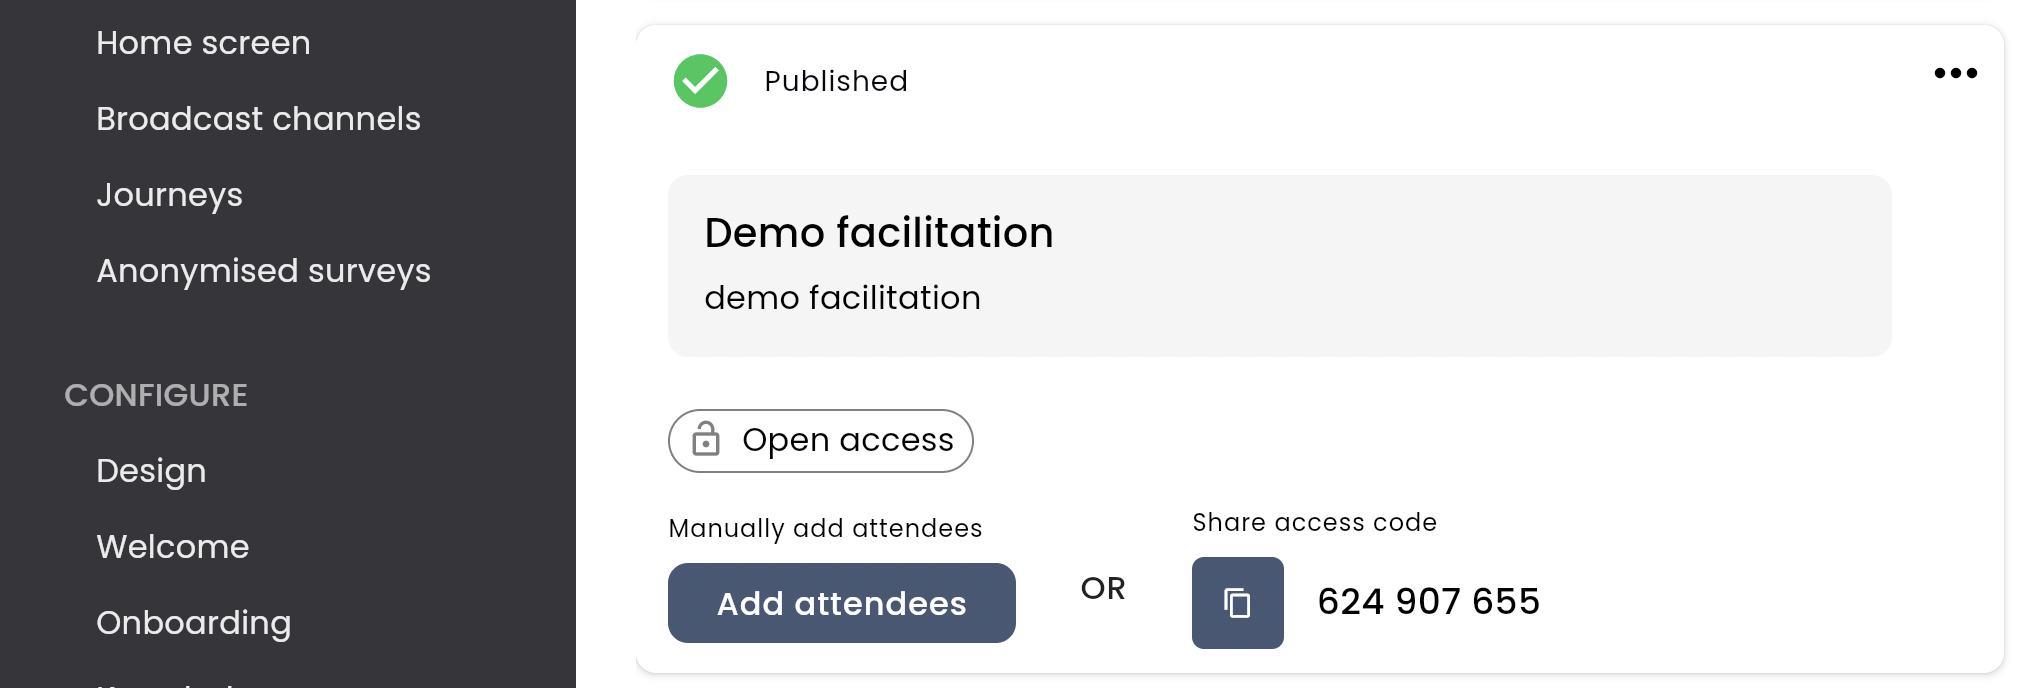 Home screen
Broadcast channels
Journeys
Anonymised surveys
CONFIGURE
Design
Welcome
Onboarding
Published
Demo facilitation
demo facilitation
Open access
Manually add attendees
Add attendees
OR
Share access code
624 907 655